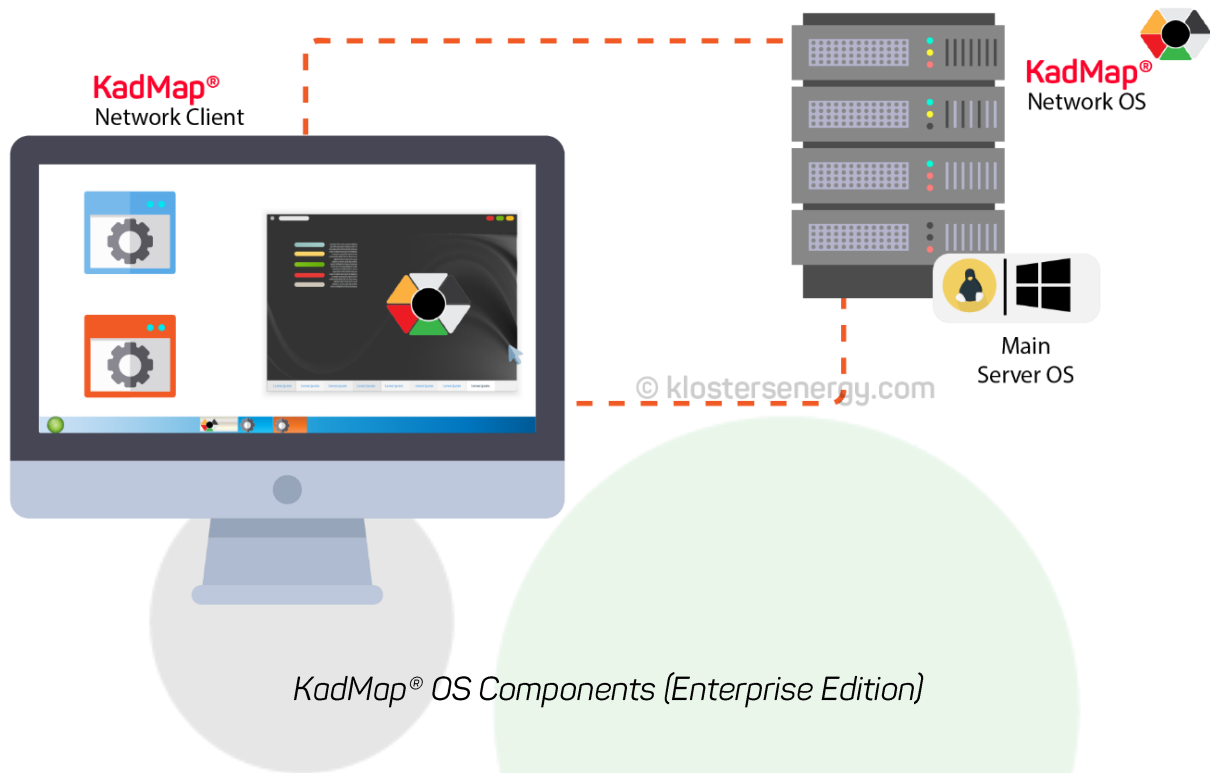 KadMap®
Network Client
KadMap®
Network OS
Main
Server OS
© klostersenergy.com
KadMap® OS Components (Enterprise Edition)